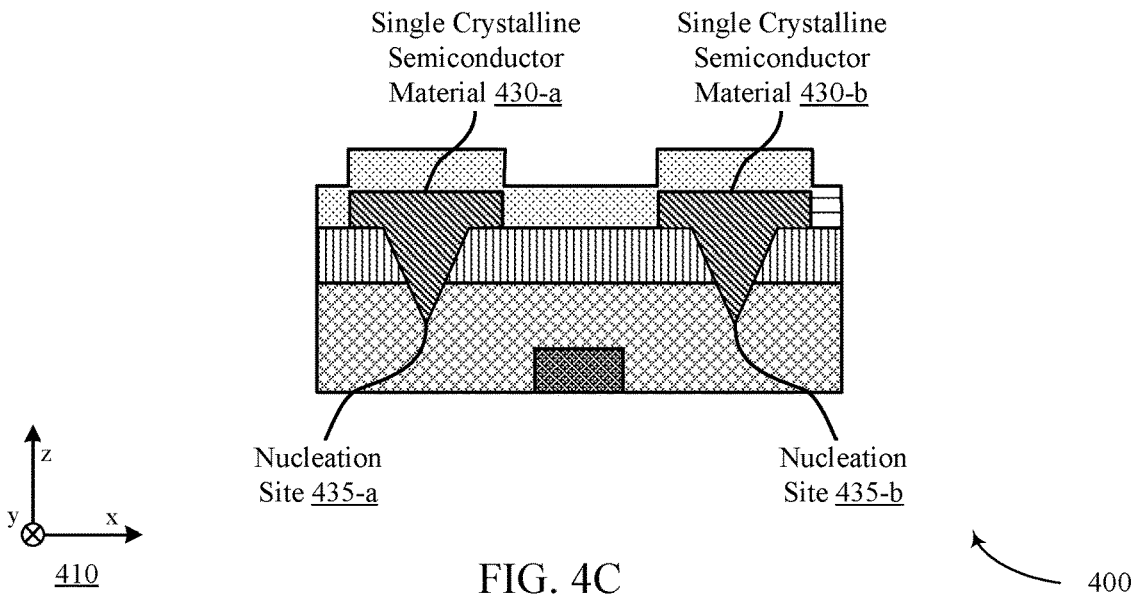 Single Crystalline
Semiconductor
Material 430-a
Single Crystalline
Semiconductor
Material 430-b
Nucleation
Site 435-a
Nucleation
Site 435-b
z
y
x
410
FIG. 4C
400